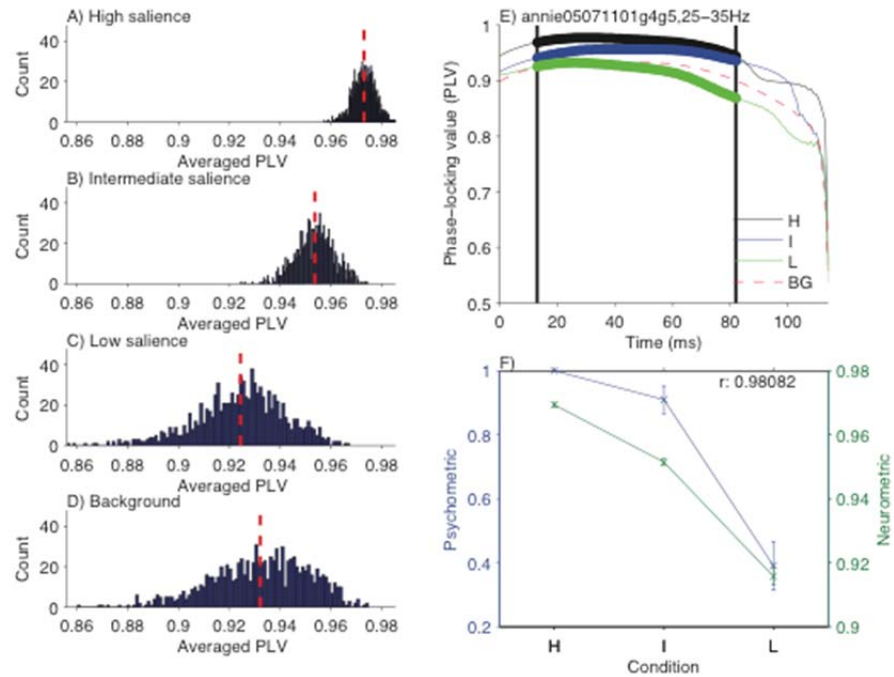 A) High salience
Count
40
20
0
0.86 0.88 0.9 0.92 0.94 0.96 0.98
Averaged PLV
B) Intermediate salience
Count
40
20
0
0.86 0.88 0.9 0.92 0.94 0.96 0.98
Averaged PLV
C) Low salience
Count
40
20
0
0.86 0.88 0.9 0.92 0.94 0.96 0.98
Averaged PLV
D) Background
Count
40
20
0
0.86 0.88 0.9 0.92 0.94 0.96 0.98
Averaged PLV
E) annie05071101g4g5,25−35Hz
Phase−locking value (PLV)
1
0.9
0.8
0.7
0.6
0.5
H
I
L
BG
0 20 40 60 80 100
Time (ms)
F)
r: 0.98082
Psychometric
1
0.8
0.6
0.4
0.2
Neurometric
0.98
0.96
0.94
0.92
0.9
H I L
Condition